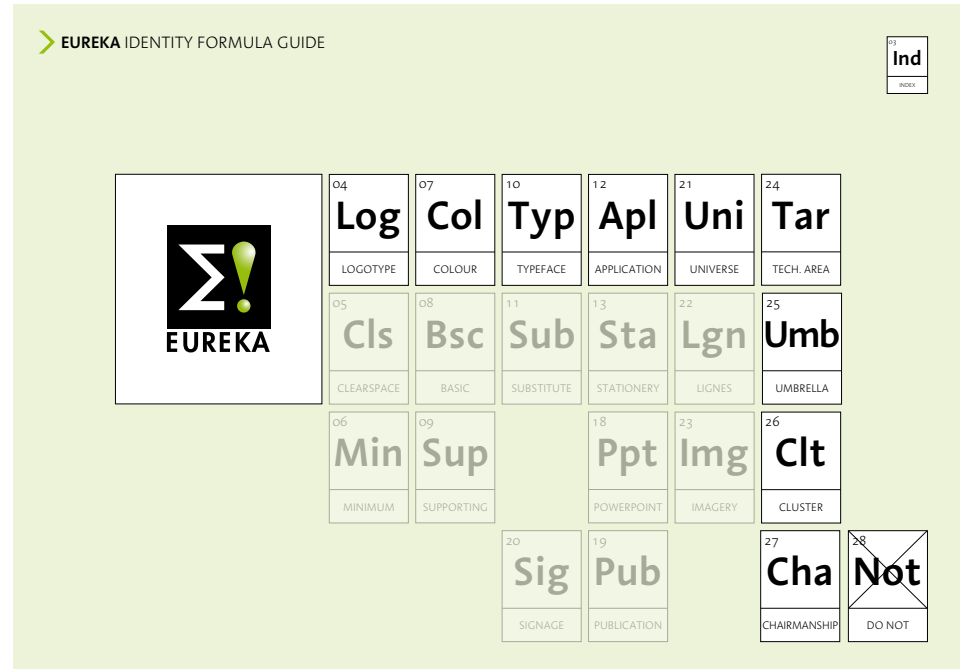 EUREKA IDENTITY FORMULA GUIDE
03
Ind
INDEX
Σ!
EUREKA
04
Log
LOGOTYPE
07
Col
COLOUR
10
Typ
TYPEFACE
12
Apl
APPLICATION
21
Uni
UNIVERSE
24
Tar
TECH. AREA
05
Cls
CLEARSPACE
08
Bsc
BASIC
11
Sub
SUBSTITUTE
13
Sta
STATIONERY
22
Lgn
LIGNES
25
Umb
UMBRELLA
06
Min
MINIMUM
09
Sup
SUPPORTING
18
Ppt
POWERPOINT
23
Img
IMAGERY
26
Clt
CLUSTER
20
Sig
SIGNAGE
19
Pub
PUBLICATION
27
Cha
CHAIRMANSHIP
28
Not
DO NOT